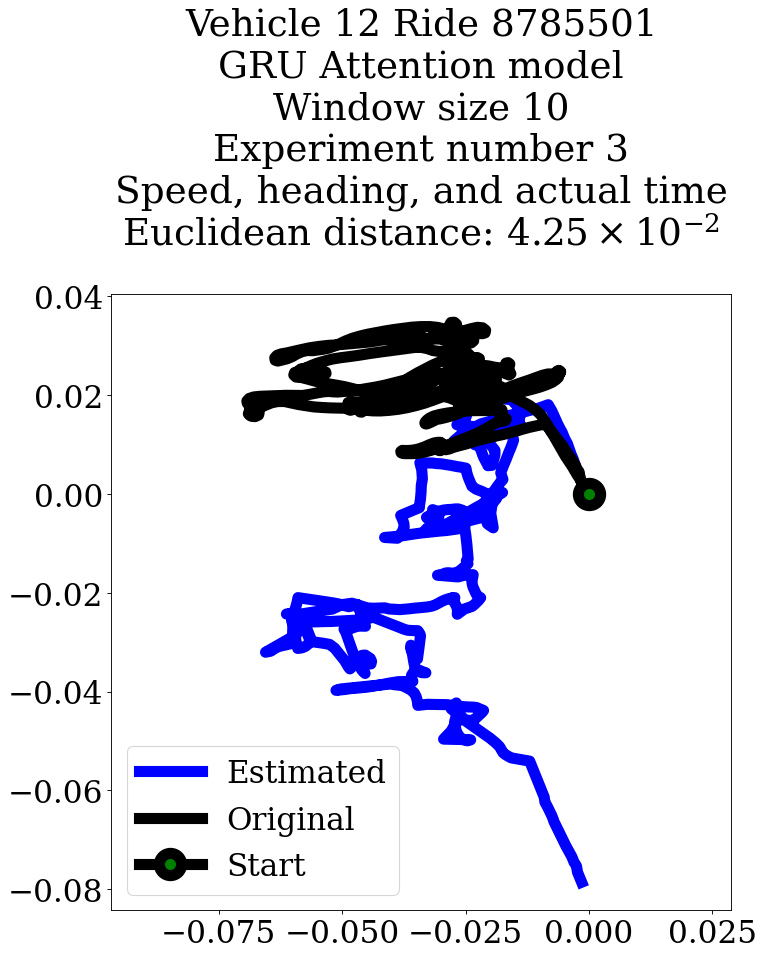 Vehicle 12 Ride 8785501
GRU Attention model
Window size 10
Experiment number 3
Speed, heading, and actual time
Euclidean distance: 4.25 × 10⁻²
0.04
0.02
0.00
−0.02
−0.04
−0.06
−0.08
Estimated
Original
Start
−0.075 −0.050 −0.025 0.000 0.025